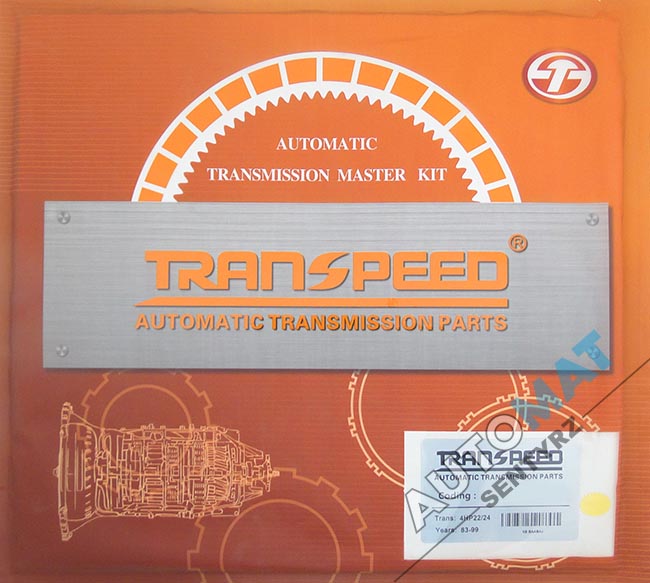 AUTOMATIC
TRANSMISSION MASTER KIT
TRANSPEED®
AUTOMATIC TRANSMISSION PARTS
TRANSPEED
AUTOMATIC TRANSMISSION PARTS
Coding :
Trans: 4HP22/24
Years: 83-99
AUTOMAT
SENTYRZ